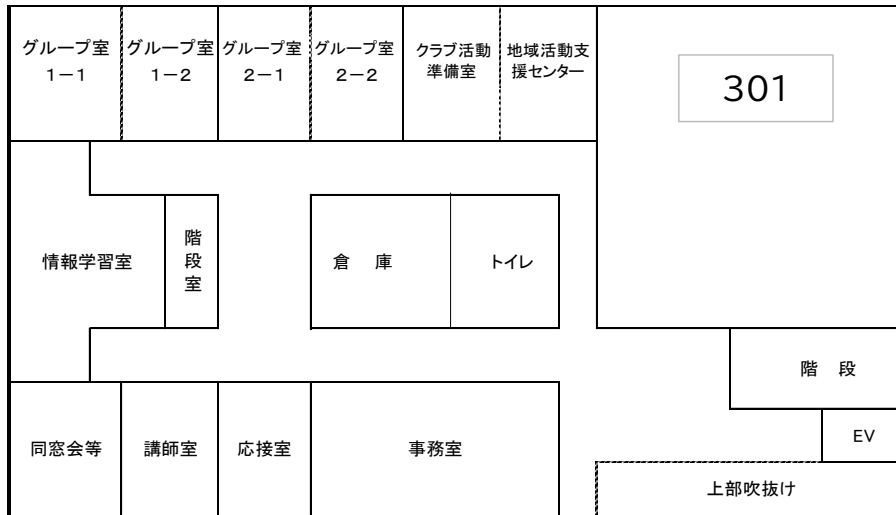 グループ室
1－1
グループ室
1－2
グループ室
2－1
グループ室
2－2
クラブ活動
準備室
地域活動支
援センター
301
情報学習室
階段室
倉　庫
トイレ
階　段
EV
同窓会等
講師室
応接室
事務室
上部吹抜け